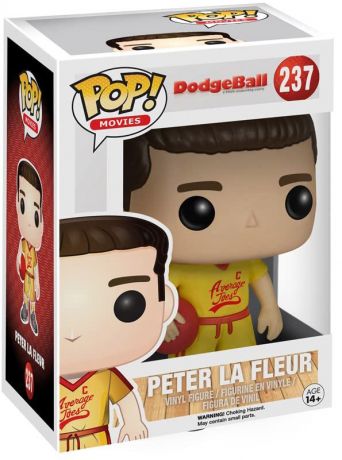 POP!
MOVIES
DodgeBall
237
C
Average
Joe's
C
Average
Joe's
PETER LA FLEUR
237
PETER LA FLEUR
VINYL FIGURE / FIGURINE EN VINYLE /
FIGURA DE VINIL
WARNING: Choking Hazard.
May contain small parts.
AGE
14+